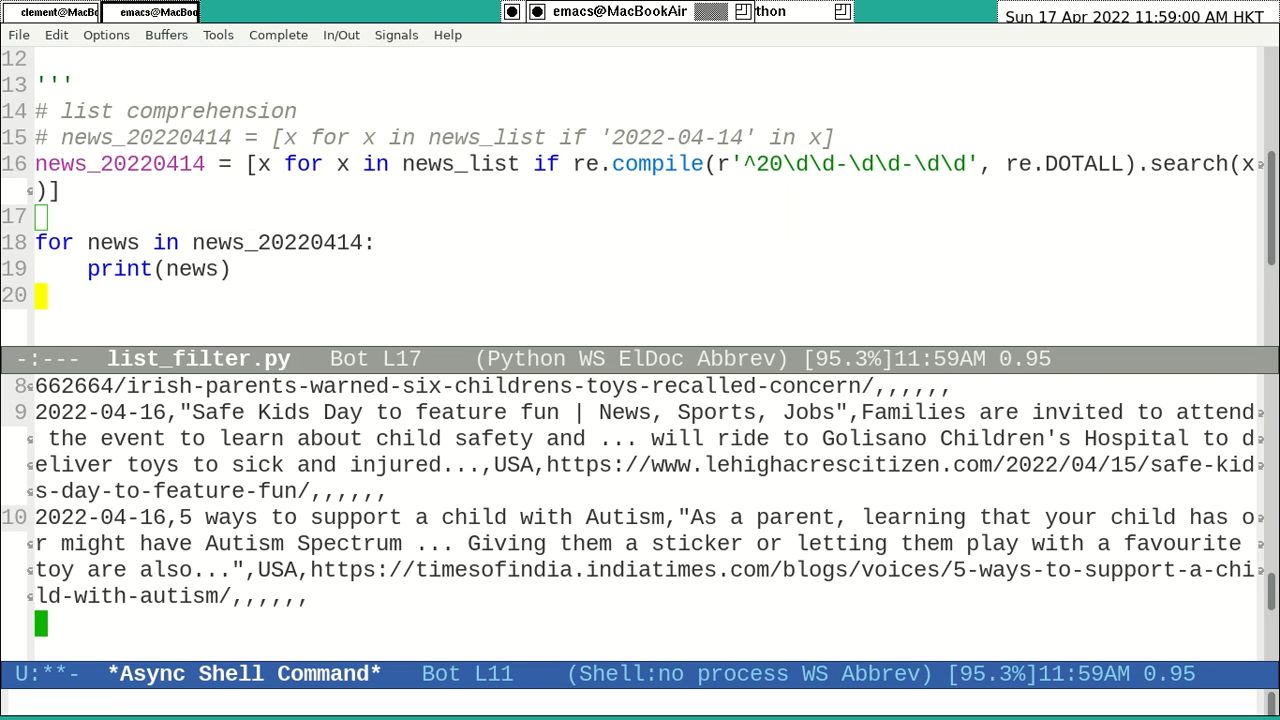 clement@MacBo emacs@MacBoo emacs@MacBookAir thon Sun 17 Apr 2022 11:59:00 AM HKT
File Edit Options Buffers Tools Complete In/Out Signals Help
12
13 '''
14 # list comprehension
15 # news_20220414 = [x for x in news_list if '2022-04-14' in x]
16 news_20220414 = [x for x in news_list if re.compile(r'^20\d\d-\d\d-\d\d', re.DOTALL).search(x
)]
17
18 for news in news_20220414:
19     print(news)
20
-:---  list_filter.py   Bot L17    (Python WS ElDoc Abbrev) [95.3%]11:59AM 0.95
8 662664/irish-parents-warned-six-childrens-toys-recalled-concern/,,,,,,
9 2022-04-16,"Safe Kids Day to feature fun | News, Sports, Jobs",Families are invited to attend
 the event to learn about child safety and ... will ride to Golisano Children's Hospital to d
eliver toys to sick and injured...,USA,https://www.lehighacrescitizen.com/2022/04/15/safe-kid
s-day-to-feature-fun/,,,,,,
10 2022-04-16,5 ways to support a child with Autism,"As a parent, learning that your child has o
r might have Autism Spectrum ... Giving them a sticker or letting them play with a favourite
toy are also...",USA,https://timesofindia.indiatimes.com/blogs/voices/5-ways-to-support-a-chi
ld-with-autism/,,,,,,
U:**-  *Async Shell Command*   Bot L11    (Shell:no process WS Abbrev) [95.3%]11:59AM 0.95